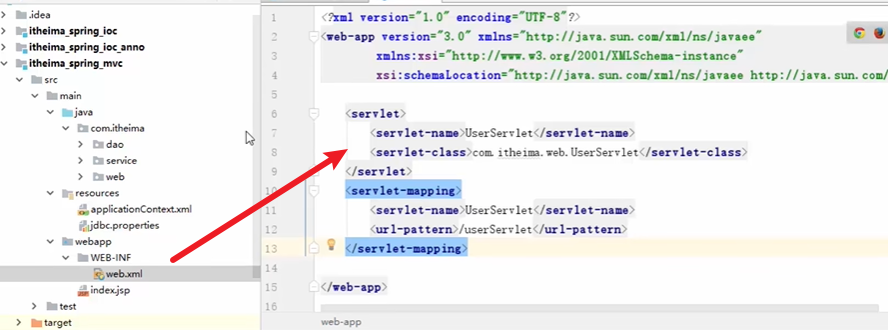 .idea
itheima_spring_ioc
itheima_spring_ioc_anno
itheima_spring_mvc
src
main
java
com.itheima
dao
service
web
resources
applicationContext.xml
jdbc.properties
webapp
WEB-INF
web.xml
index.jsp
test
target
1 <?xml version="1.0" encoding="UTF-8"?>
2 <web-app version="3.0" xmlns="http://java.sun.com/xml/ns/javaee"
3 xmlns:xsi="http://www.w3.org/2001/XMLSchema-instance"
4 xsi:schemaLocation="http://java.sun.com/xml/ns/javaee http://java.sun.com/
5
6 <servlet>
7 <servlet-name>UserServlet</servlet-name>
8 <servlet-class>com.itheima.web.UserServlet</servlet-class>
9 </servlet>
10 <servlet-mapping>
11 <servlet-name>UserServlet</servlet-name>
12 <url-pattern>/userServlet</url-pattern>
13 </servlet-mapping>
14
15 </web-app>
16
web-app